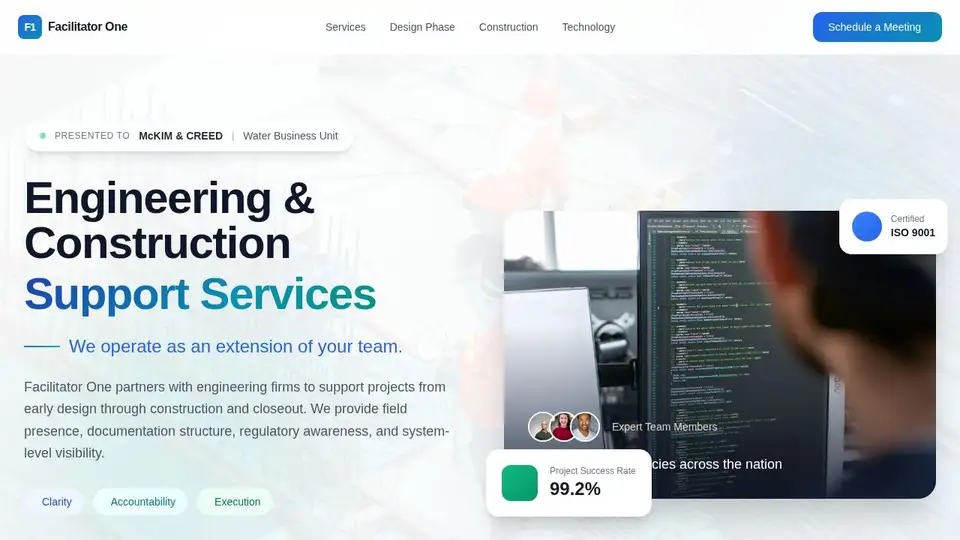 F1 Facilitator One
Services Design Phase Construction Technology
Schedule a Meeting
PRESENTED TO McKIM & CREED | Water Business Unit
Engineering &
Construction
Support Services
We operate as an extension of your team.
Facilitator One partners with engineering firms to support projects from
early design through construction and closeout. We provide field
presence, documentation structure, regulatory awareness, and system-
level visibility.
Clarity Accountability Execution
Certified
ISO 9001
Expert Team Members
cies across the nation
Project Success Rate
99.2%